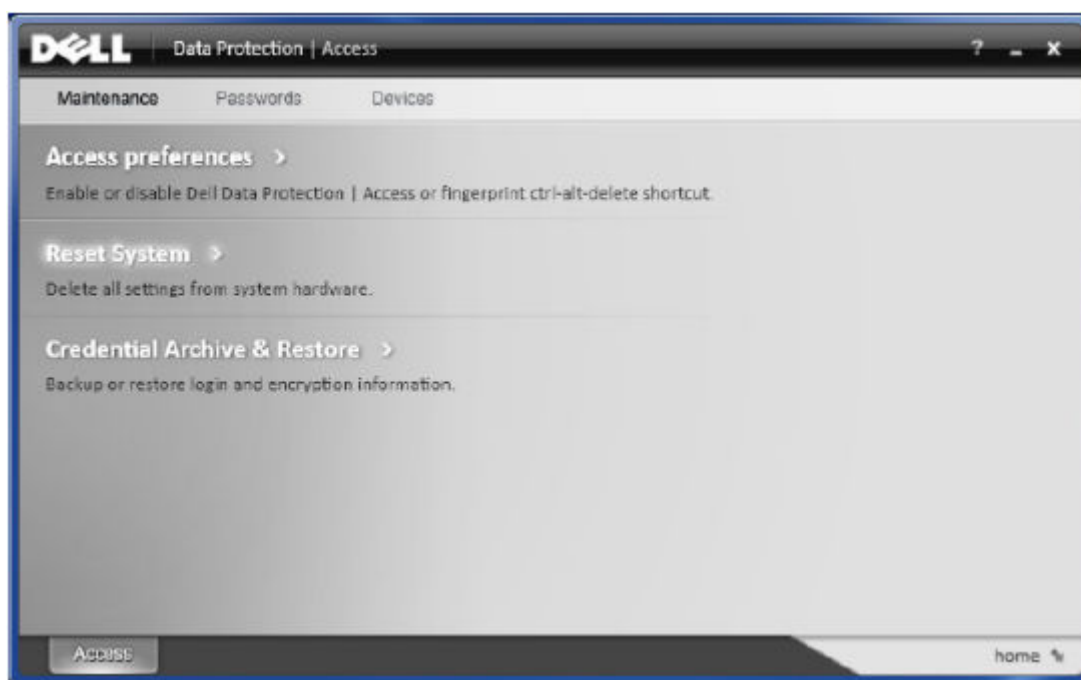 DELL Data Protection | Access ? _ x
Maintenance Passwords Devices
Access preferences >
Enable or disable Dell Data Protection | Access or fingerprint ctrl-alt-delete shortcut.
Reset System >
Delete all settings from system hardware.
Credential Archive & Restore >
Backup or restore login and encryption information.
Access home